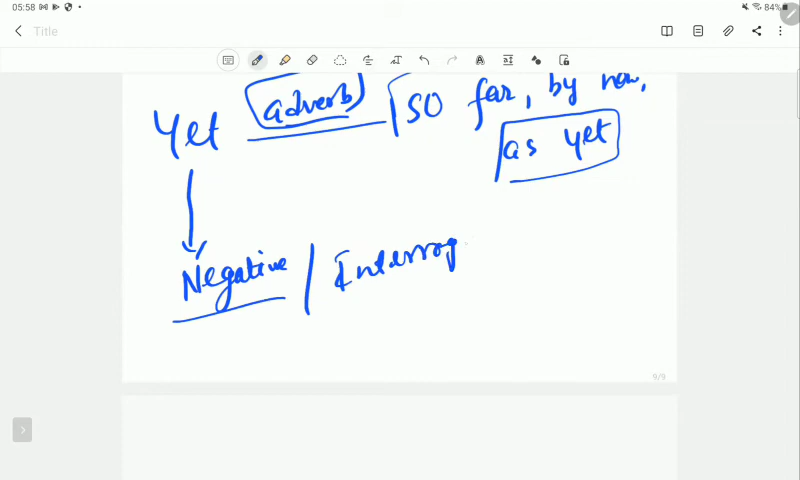 05:58
84%
Title
Yet (adverb) so far, by now,
as yet
Negative / Interrog
9/9